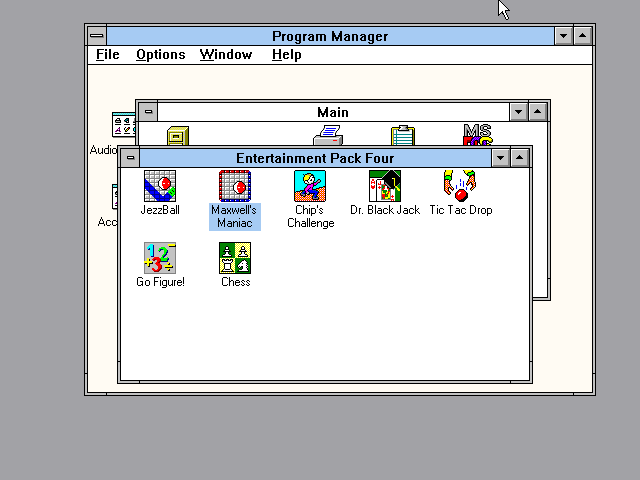 Program Manager
File Options Window Help
Main
Audio
MS
Entertainment Pack Four
JezzBall
Maxwell's
Maniac
Chip's
Challenge
Dr. Black Jack
Tic Tac Drop
Acc
Go Figure!
Chess